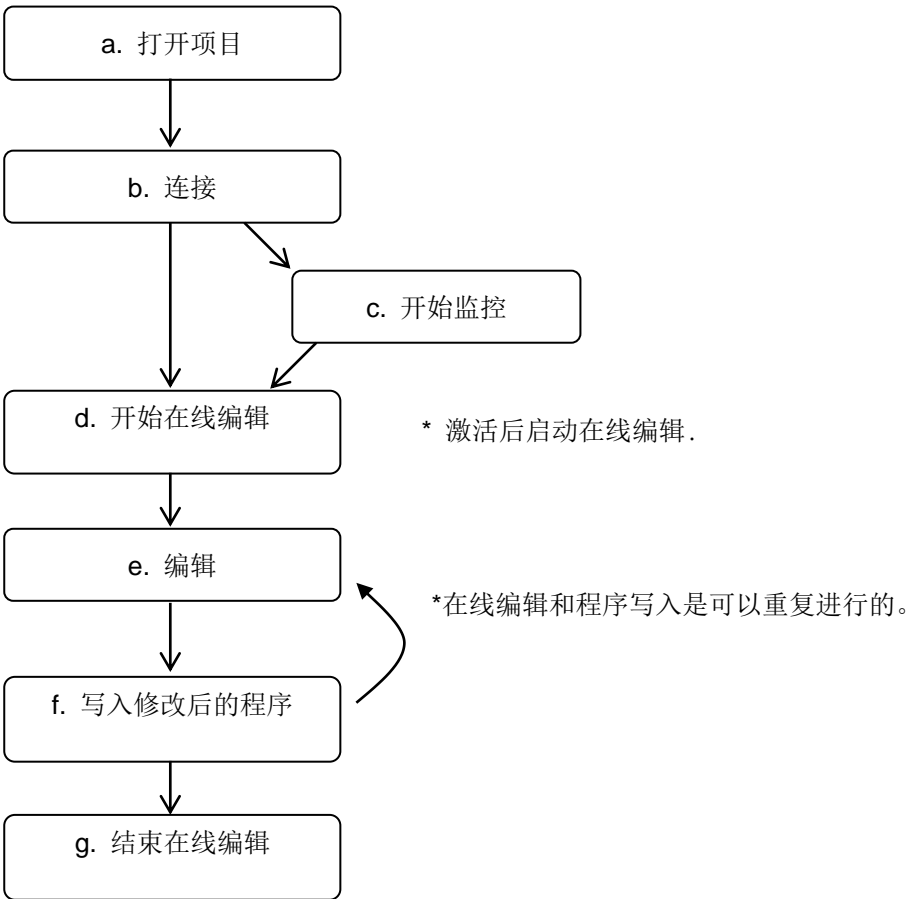 a. 打开项目
b. 连接
c. 开始监控
d. 开始在线编辑
* 激活后启动在线编辑.
e. 编辑
*在线编辑和程序写入是可以重复进行的。
f. 写入修改后的程序
g. 结束在线编辑